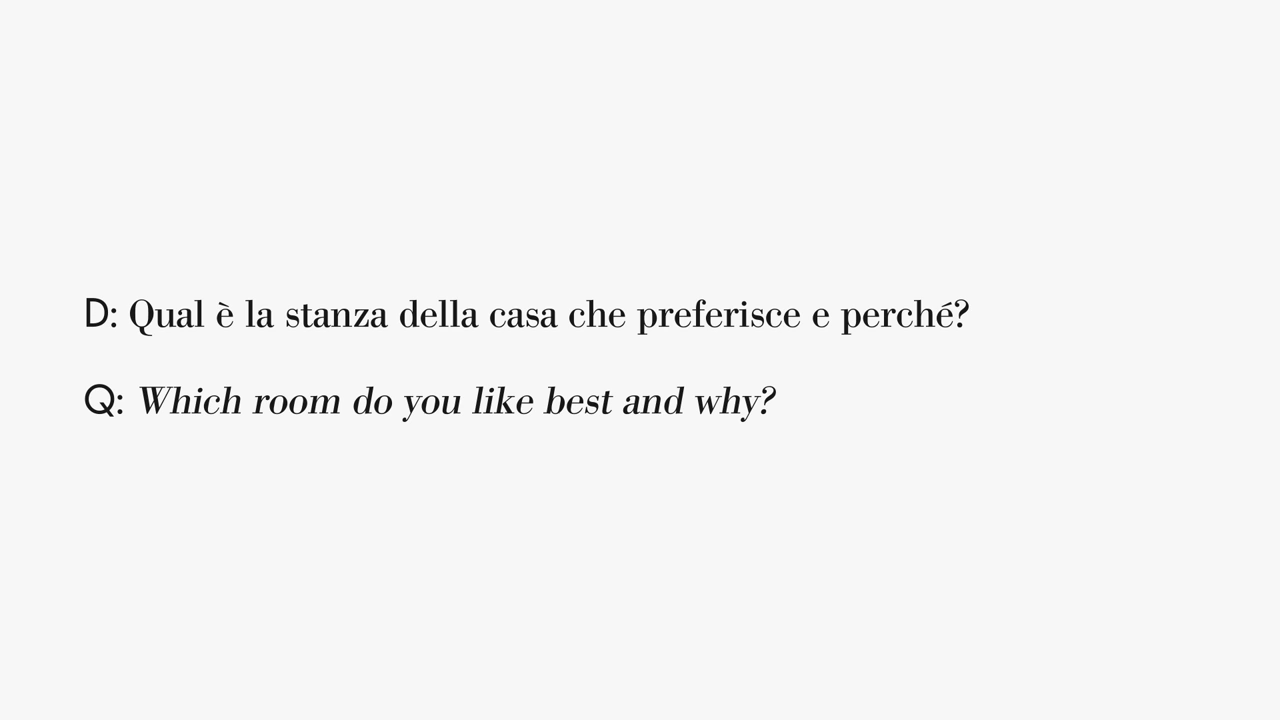 D: Qual è la stanza della casa che preferisce e perché?
Q: Which room do you like best and why?